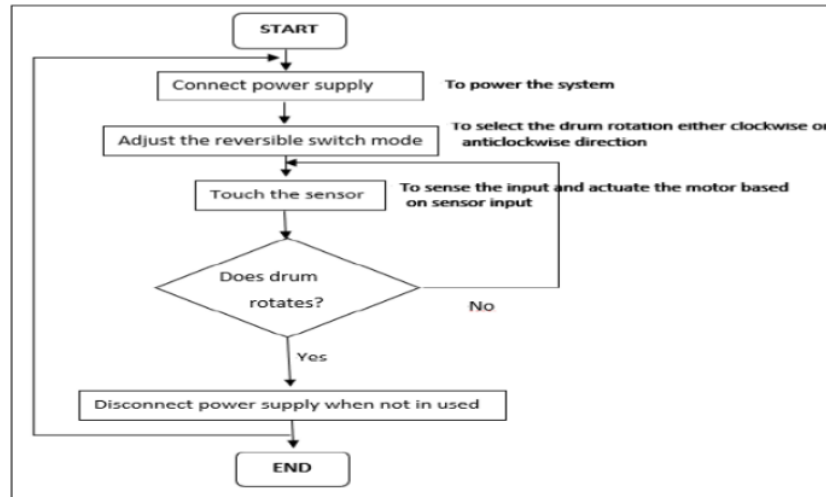 START
Connect power supply
To power the system
Adjust the reversible switch mode
To select the drum rotation either clockwise or
anticlockwise direction
Touch the sensor
To sense the input and actuate the motor based
on sensor input
Does drum
rotates?
No
Yes
Disconnect power supply when not in used
END